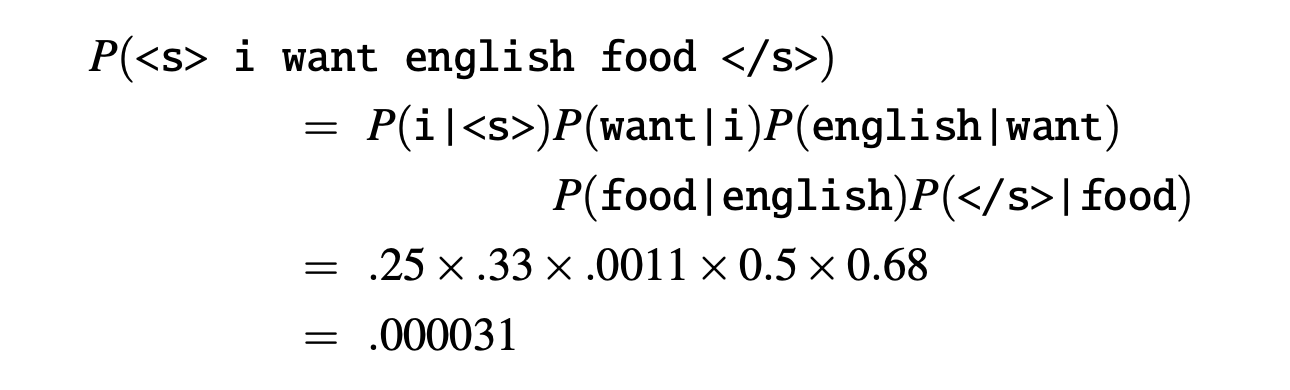 P(<s> i want english food </s>)
= P(i|<s>)P(want|i)P(english|want)
P(food|english)P(</s>|food)
= .25 × .33 × .0011 × 0.5 × 0.68
= .000031